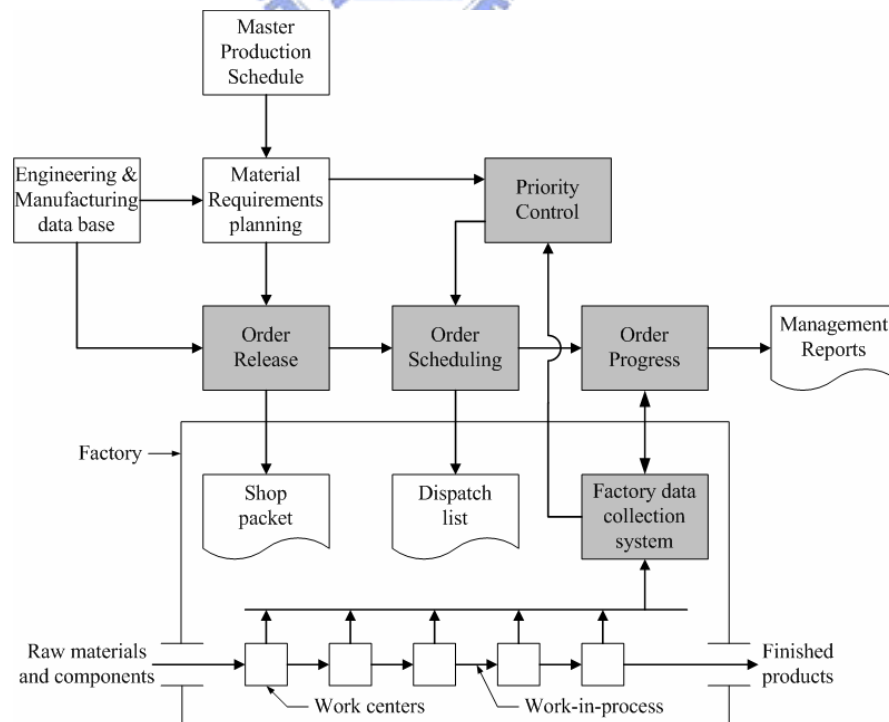 Master
Production
Schedule
Engineering &
Manufacturing
data base
Material
Requirements
planning
Priority
Control
Order
Release
Order
Scheduling
Order
Progress
Management
Reports
Factory
Shop
packet
Dispatch
list
Factory data
collection
system
Raw materials
and components
Finished
products
Work centers
Work-in-process